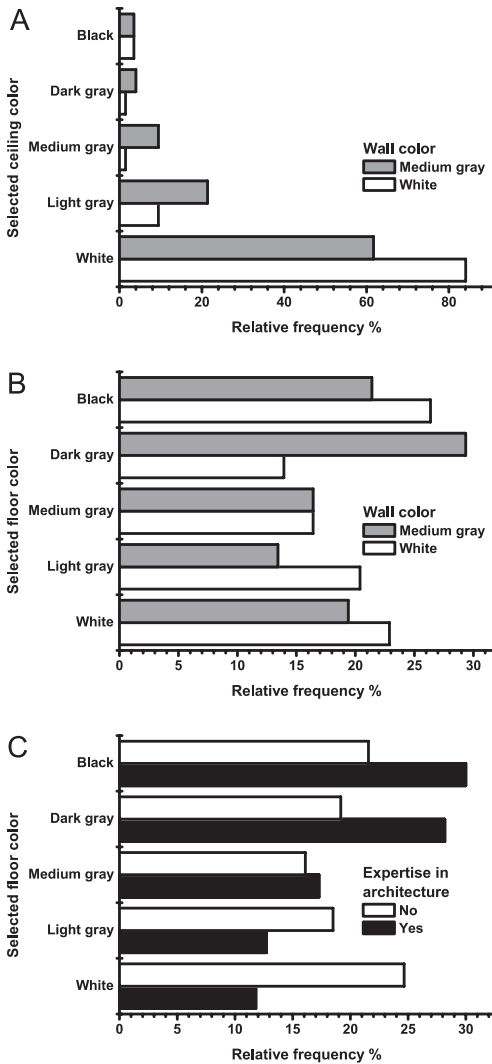 A
Selected ceiling color
Black
Dark gray
Medium gray
Light gray
White
Wall color
Medium gray
White
0 20 40 60 80
Relative frequency %
B
Selected floor color
Black
Dark gray
Medium gray
Light gray
White
Wall color
Medium gray
White
0 5 10 15 20 25 30
Relative frequency %
C
Selected floor color
Black
Dark gray
Medium gray
Light gray
White
Expertise in
architecture
No
Yes
0 5 10 15 20 25 30
Relative frequency %